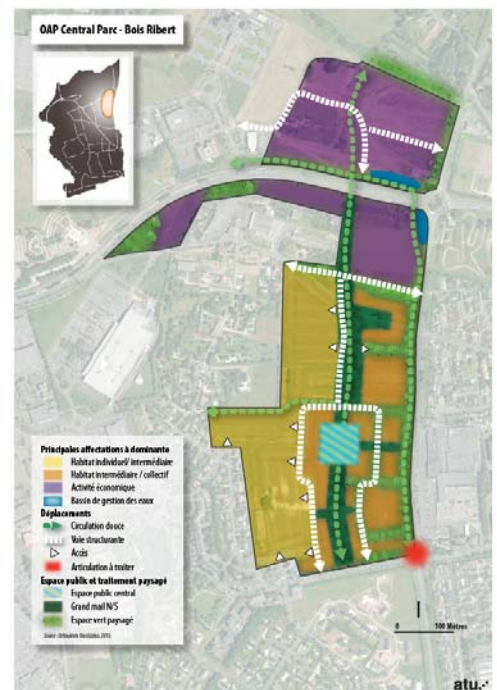 OAP Central Parc - Bois Ribert
Principales affectations à dominante
Habitat individuel/ intermédiaire
Habitat intermédiaire / collectif
Activité économique
Bassin de gestion des eaux
Déplacements
Circulation douce
Voie structurante
Accès
Articulation à traiter
Espace public et traitement paysagé
Espace public central
Grand mail N/S
Espace vert paysagé
0 100 Mètres
atu